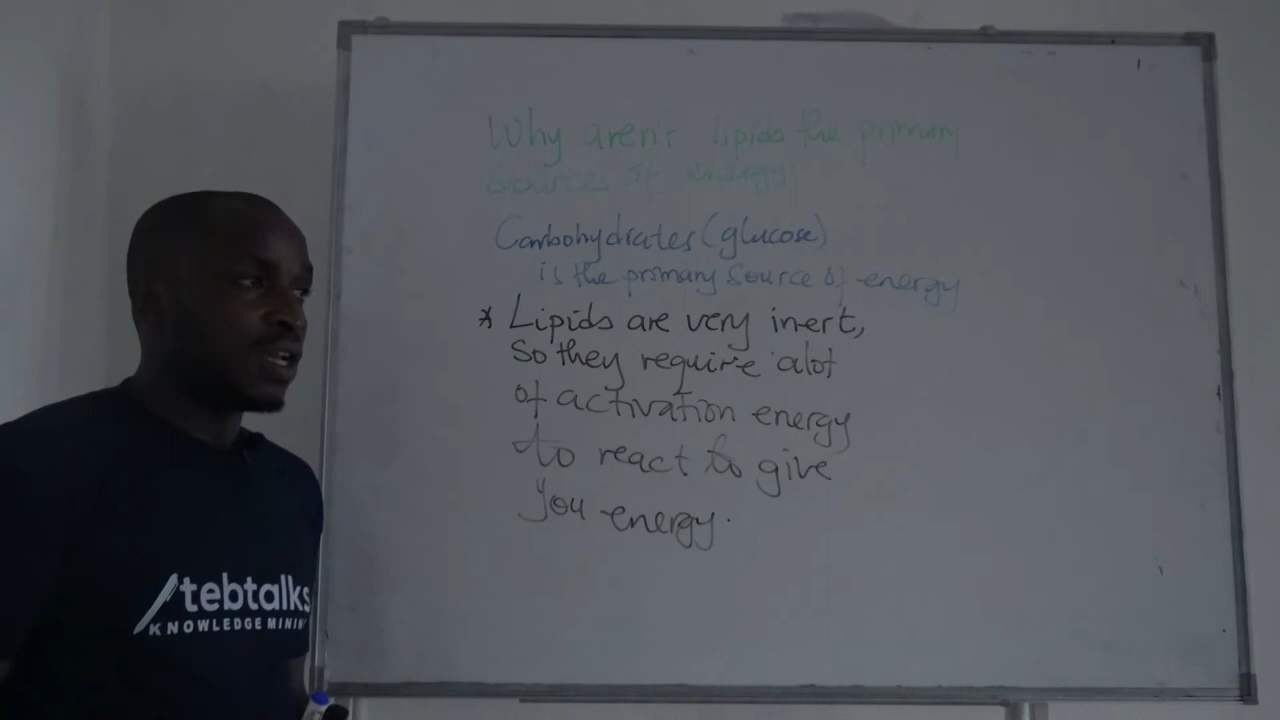 Why aren't lipids the primary
sources of energy
Carbohydrates (glucose)
is the primary source of energy
* Lipids are very inert,
So they require alot
of activation energy
to react to give
you energy.
tebtalks
KNOWLEDGE MININ